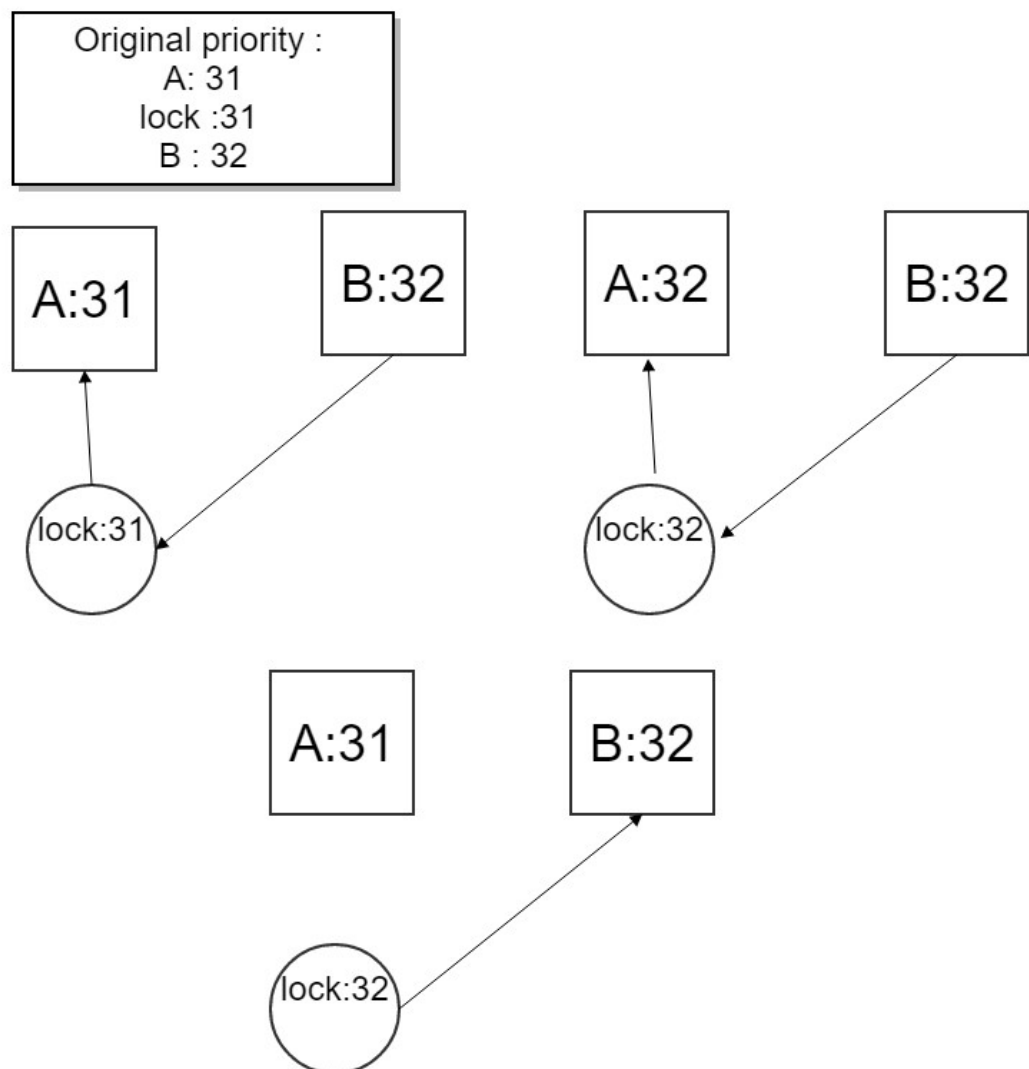 Original priority :
A: 31
lock :31
B : 32
A:31
B:32
A:32
B:32
lock:31
lock:32
A:31
B:32
lock:32